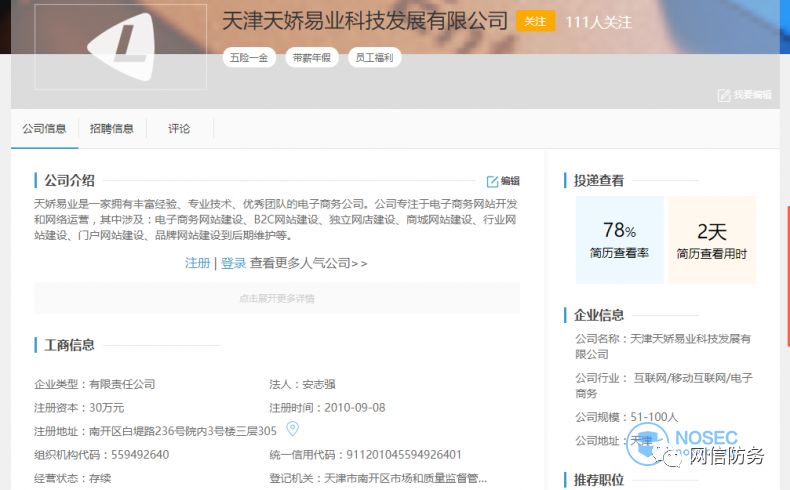 天津天娇易业科技发展有限公司 关注 111人关注
五险一金 带薪年假 员工福利
我要编辑
公司信息 招聘信息 评论
公司介绍 编辑
天娇易业是一家拥有丰富经验、专业技术、优秀团队的电子商务公司。公司专注于电子商务网站开发
和网络运营，其中涉及：电子商务网站建设、B2C网站建设、独立网店建设、商城网站建设、行业网
站建设、门户网站建设、品牌网站建设到后期维护等。
注册 | 登录 查看更多人气公司>>
点击展开更多详情
工商信息
企业类型：有限责任公司 法人：安志强
注册资本：30万元 注册时间：2010-09-08
注册地址：南开区白堤路236号院内3号楼三层305
组织机构代码：559492640 统一信用代码：911201045594926401
经营状态：存续 登记机关：天津市南开区市场和质量监督管...
投递查看
78% 2天
简历查看率 简历查看用时
企业信息
公司名称：天津天娇易业科技发展有
限公司
公司行业： 互联网/移动互联网/电子
商务
公司规模：51-100人
公司地址：天津
NOSEC
网信防务
推荐职位